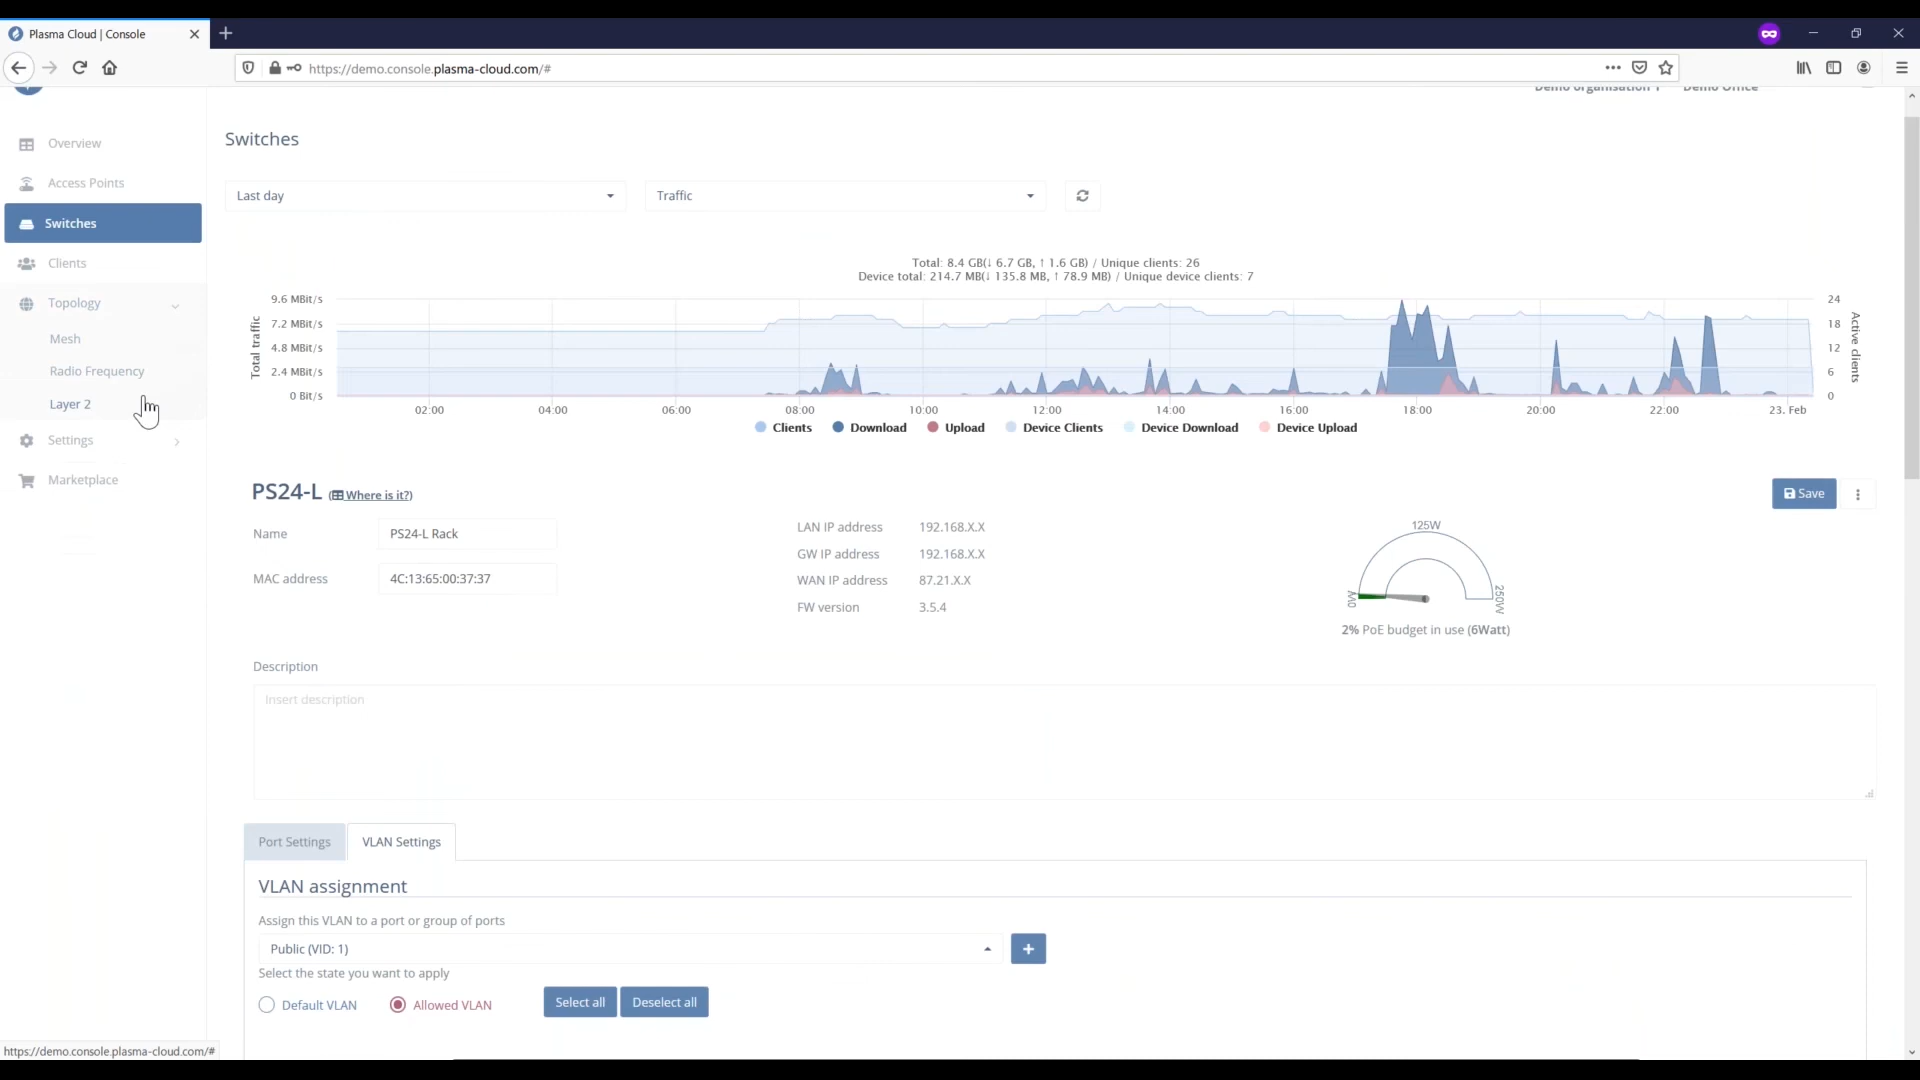 Plasma Cloud | Console
https://demo.console.plasma-cloud.com/#
Demo organisation 1 Demo Office
Overview
Access Points
Switches
Clients
Topology
Mesh
Radio Frequency
Layer 2
Settings
Marketplace
Switches
Last day
Traffic
Total: 8.4 GB(↓ 6.7 GB, ↑ 1.6 GB) / Unique clients: 26
Device total: 214.7 MB(↓ 135.8 MB, ↑ 78.9 MB) / Unique device clients: 7
Total traffic
9.6 MBit/s
7.2 MBit/s
4.8 MBit/s
2.4 MBit/s
0 Bit/s
24
18
12
6
0
Active clients
02:00 04:00 06:00 08:00 10:00 12:00 14:00 16:00 18:00 20:00 22:00 23. Feb
Clients Download Upload Device Clients Device Download Device Upload
PS24-L (Where is it?)
Save
Name PS24-L Rack
MAC address 4C:13:65:00:37:37
LAN IP address 192.168.X.X
GW IP address 192.168.X.X
WAN IP address 87.21.X.X
FW version 3.5.4
125W
0W
250W
2% PoE budget in use (6Watt)
Description
Insert description
Port Settings
VLAN Settings
VLAN assignment
Assign this VLAN to a port or group of ports
Public (VID: 1)
+
Select the state you want to apply
Default VLAN Allowed VLAN Select all Deselect all
https://demo.console.plasma-cloud.com/#